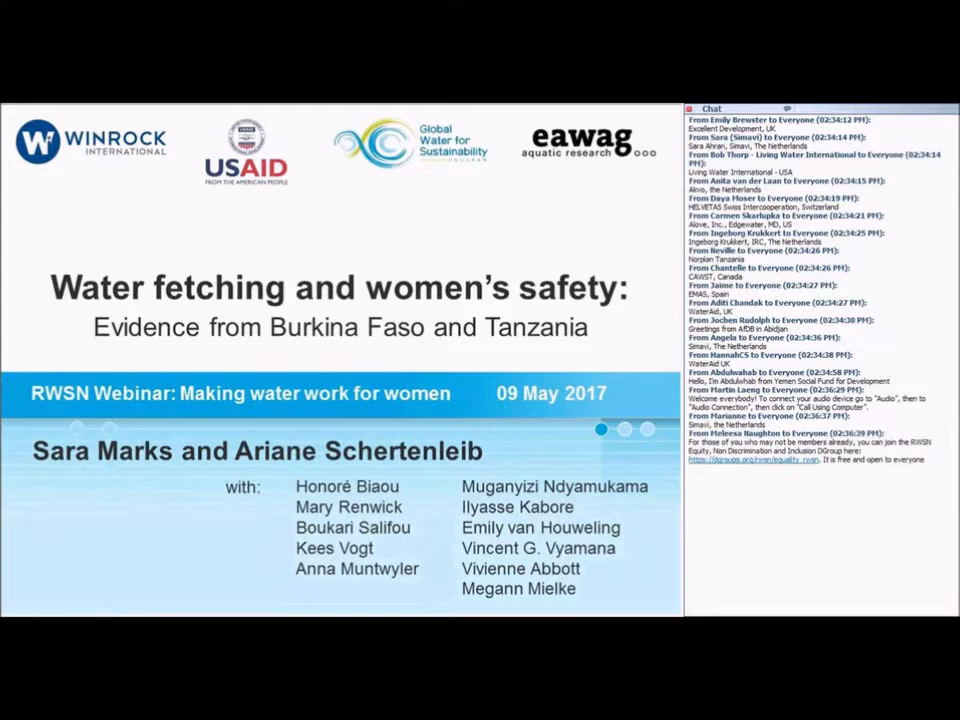 WINROCK
INTERNATIONAL
USAID
FROM THE AMERICAN PEOPLE
Global
Water for
Sustainability
PROGRAM
eawag
aquatic research
Water fetching and women's safety:
Evidence from Burkina Faso and Tanzania
RWSN Webinar: Making water work for women 09 May 2017
Sara Marks and Ariane Schertenleib
with:
Honoré Biaou
Mary Renwick
Boukari Salifou
Kees Vogt
Anna Muntwyler
Muganyizi Ndyamukama
Ilyasse Kabore
Emily van Houweling
Vincent G. Vyamana
Vivienne Abbott
Megann Mielke
Chat
From Emily Brewster to Everyone (02:34:12 PM):
Excellent Development, UK
From Sara (Simavi) to Everyone (02:34:14 PM):
Sara Ahrari, Simavi, The Netherlands
From Bob Thorp - Living Water International to Everyone (02:34:14
PM):
Living Water International - USA
From Anita van der Laan to Everyone (02:34:15 PM):
Akvo, the Netherlands
From Daya Moser to Everyone (02:34:19 PM):
HELVETAS Swiss Intercooperation, Switzerland
From Carmen Skarlupka to Everyone (02:34:21 PM):
Alove, Inc., Edgewater, MD, US
From Ingeborg Krukkert to Everyone (02:34:25 PM):
Ingeborg Krukkert, IRC, The Netherlands
From Neville to Everyone (02:34:26 PM):
Norplan Tanzania
From Chantelle to Everyone (02:34:26 PM):
CAWST, Canada
From Jaime to Everyone (02:34:27 PM):
EMAS, Spain
From Aditi Chandak to Everyone (02:34:27 PM):
WaterAid, UK
From Jochen Rudolph to Everyone (02:34:30 PM):
Greetings from AfDB in Abidjan
From Angela to Everyone (02:34:36 PM):
Simavi, The Netherlands
From HannahCS to Everyone (02:34:38 PM):
WaterAid UK
From Abdulwahab to Everyone (02:34:58 PM):
Hello, I'm Abdulwhab from Yemen Social Fund for Development
From Martin Laeng to Everyone (02:36:29 PM):
Welcome everybody! To connect your audio device go to "Audio", then to
"Audio Connection", then click on "Call Using Computer".
From Marianne to Everyone (02:36:37 PM):
Simavi, the Netherlands
From Meleesa Naughton to Everyone (02:36:39 PM):
For those of you who may not be members already, you can join the RWSN
Equity, Non Discrimination and Inclusion DGroup here:
https://dgroups.org/rwsn/equality_rwsn. It is free and open to everyone